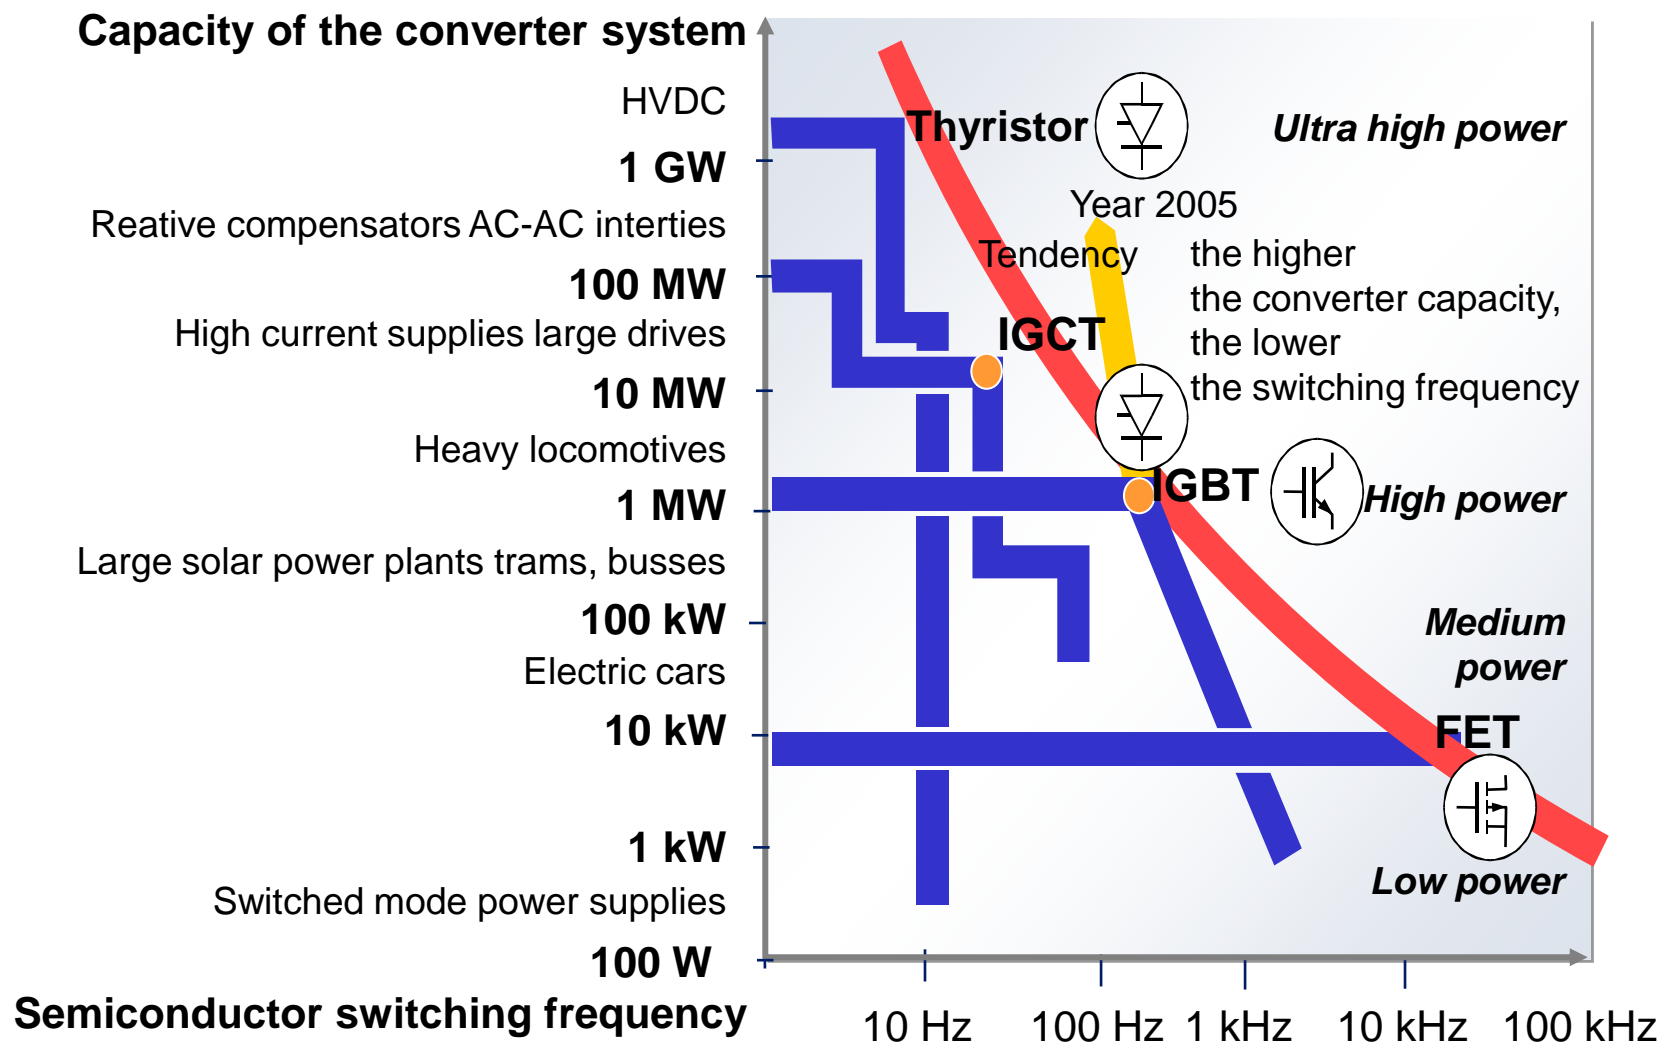 Capacity of the converter system
HVDC
Thyristor
Ultra high power
1 GW
Year 2005
Reative compensators AC-AC interties
Tendency
the higher
the converter capacity,
the lower
the switching frequency
100 MW
High current supplies large drives
IGCT
10 MW
Heavy locomotives
IGBT
High power
1 MW
Large solar power plants trams, busses
100 kW
Medium
power
Electric cars
10 kW
FET
1 kW
Low power
Switched mode power supplies
100 W
Semiconductor switching frequency
10 Hz
100 Hz
1 kHz
10 kHz
100 kHz